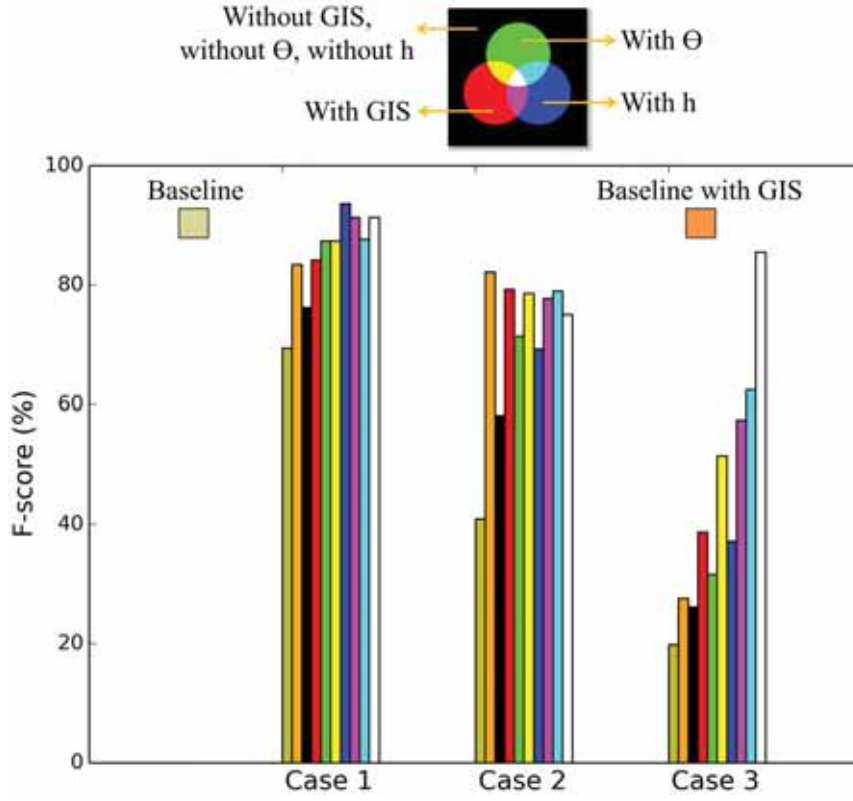 Without GIS,
without Θ, without h
With Θ
With GIS
With h
100
80
60
40
20
0
F-score (%)
Baseline
Baseline with GIS
Case 1
Case 2
Case 3